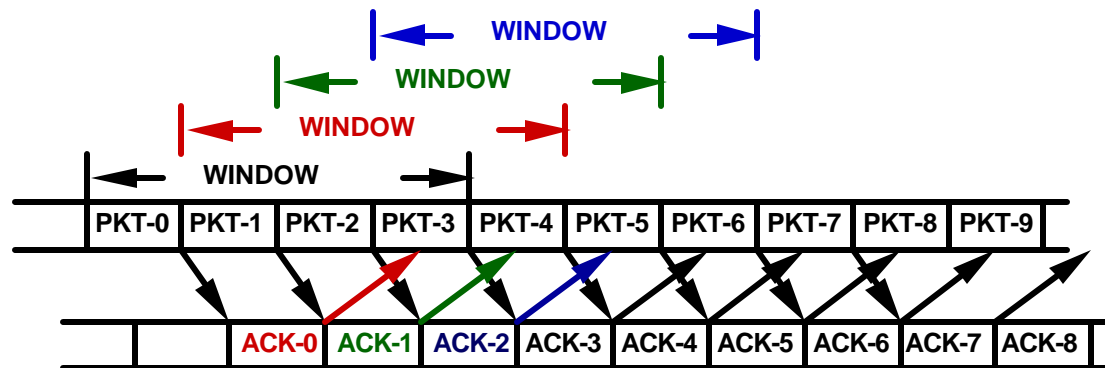 WINDOW
WINDOW
WINDOW
WINDOW
PKT-0 PKT-1 PKT-2 PKT-3 PKT-4 PKT-5 PKT-6 PKT-7 PKT-8 PKT-9
ACK-0 ACK-1 ACK-2 ACK-3 ACK-4 ACK-5 ACK-6 ACK-7 ACK-8